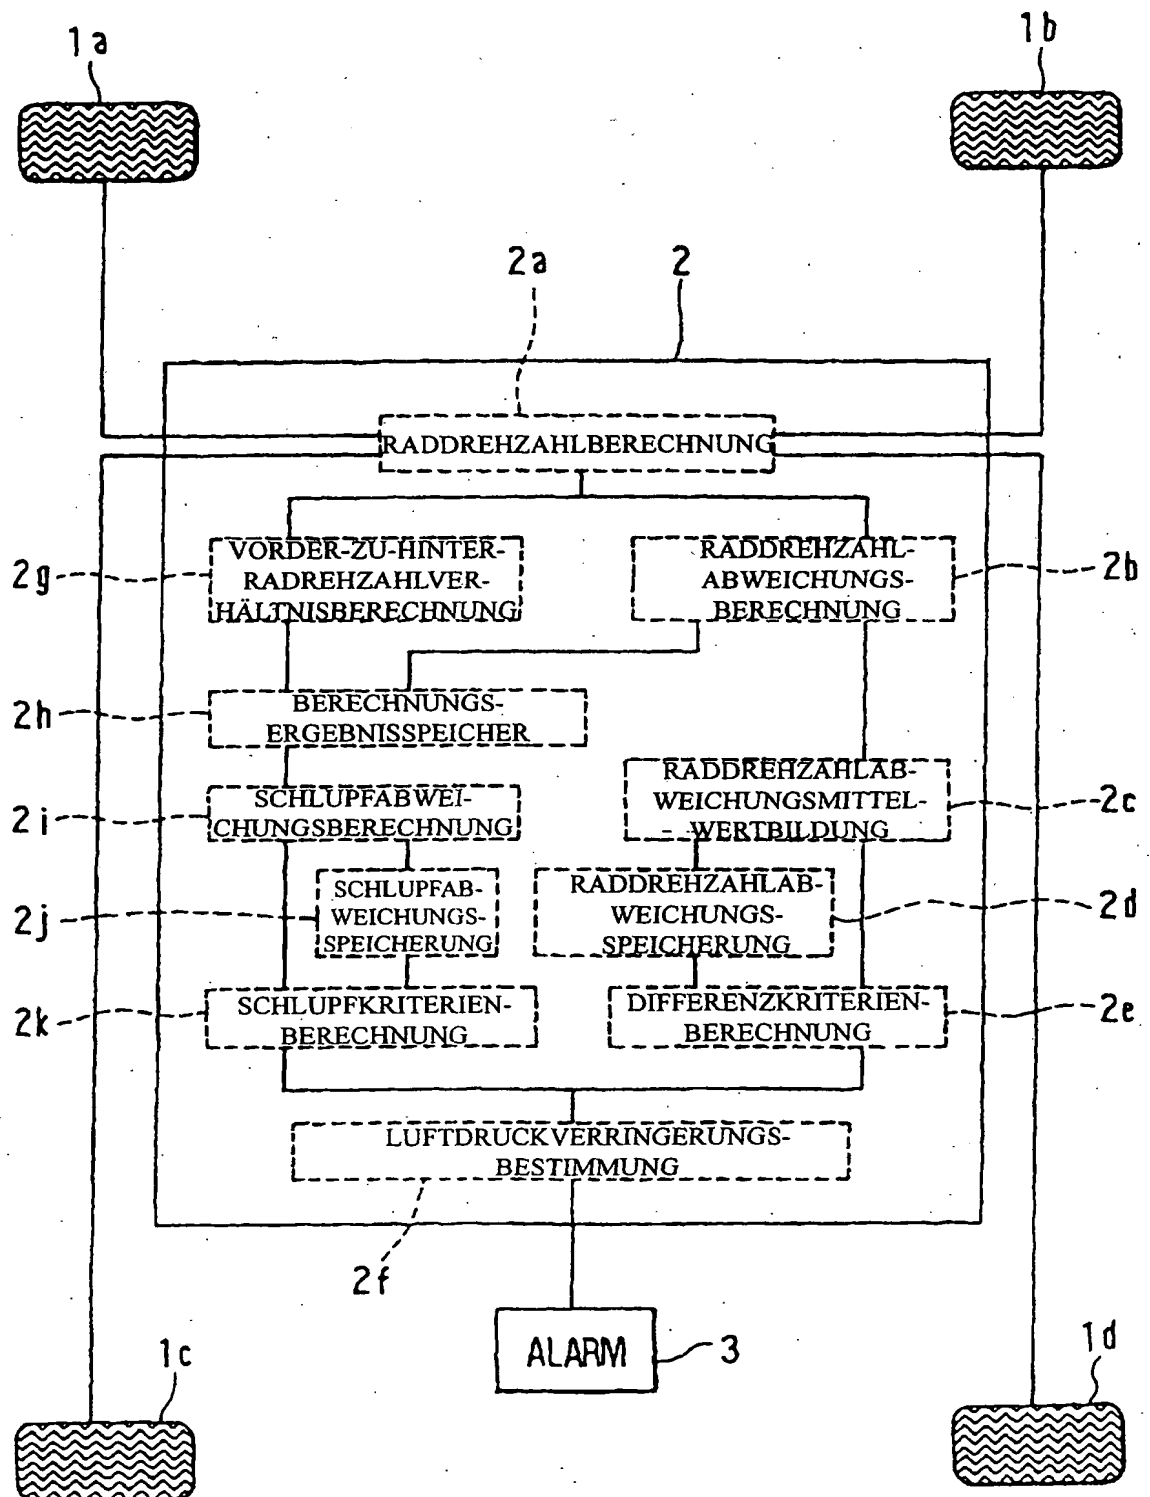 1a
1b
2a
2
RADDREHZAHLBERECHNUNG
VORDER-ZU-HINTER-
RADREHZAHLVER-
HÄLTNISBERECHNUNG
2g
RADDREHZAHL-
ABWEICHUNGS-
BERECHNUNG
2b
BERECHNUNGS-
ERGEBNISSPEICHER
2h
SCHLUPFABWEI-
CHUNGSBERECHNUNG
2i
RADDREHZAHLAB-
WEICHUNGSMITTEL-
WERTBILDUNG
2c
SCHLUPFAB-
WEICHUNGS-
SPEICHERUNG
2j
RADDREHZAHLAB-
WEICHUNGS-
SPEICHERUNG
2d
SCHLUPFKRITERIEN-
BERECHNUNG
2k
DIFFERENZKRITERIEN-
BERECHNUNG
2e
LUFTDRUCKVERRINGERUNGS-
BESTIMMUNG
2f
ALARM
3
1c
1d